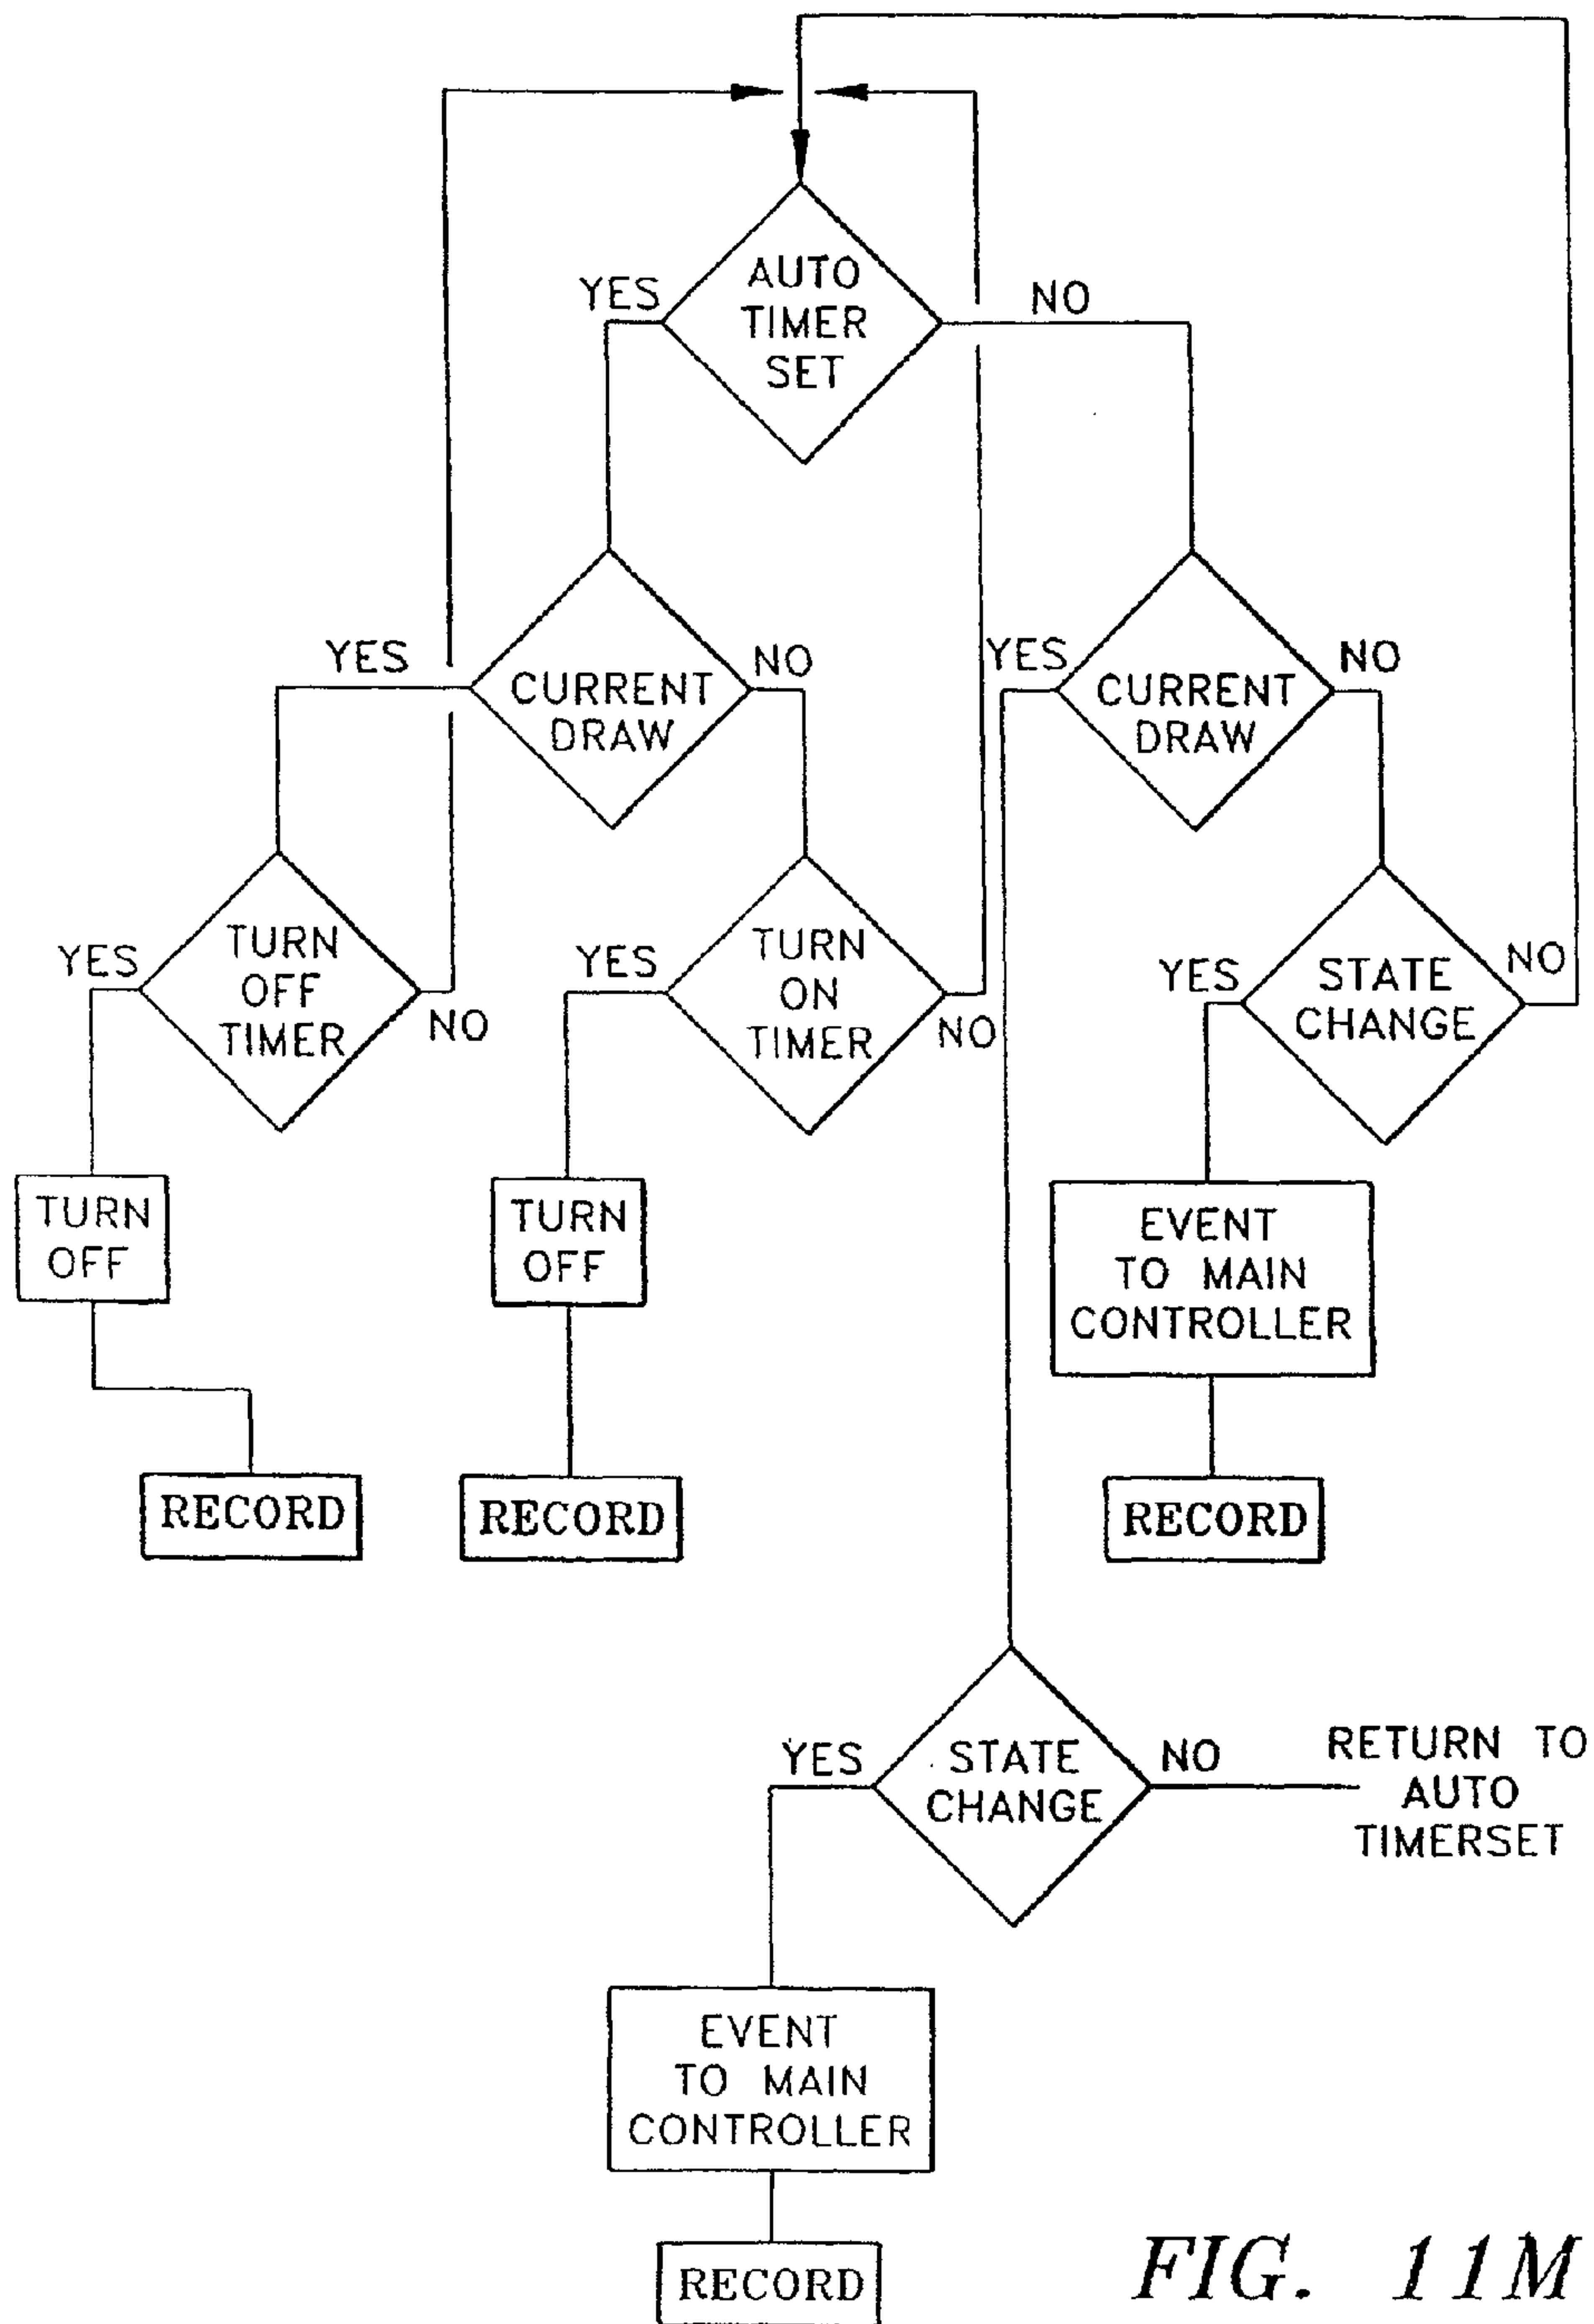 AUTO
TIMER
SET
YES
NO
YES
CURRENT
DRAW
NO
YES
CURRENT
DRAW
NO
YES
TURN
OFF
TIMER
NO
YES
TURN
ON
TIMER
NO
YES
STATE
CHANGE
NO
TURN
OFF
TURN
OFF
EVENT
TO MAIN
CONTROLLER
RECORD
RECORD
RECORD
YES
STATE
CHANGE
NO
RETURN TO
AUTO
TIMERSET
EVENT
TO MAIN
CONTROLLER
RECORD
FIG. 11M